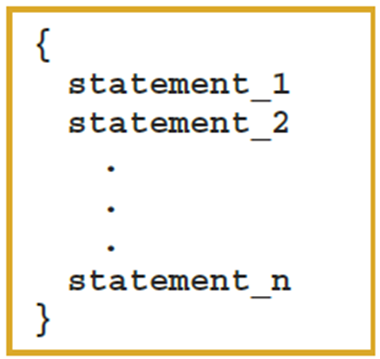 {
statement_1
statement_2
.
.
.
statement_n
}